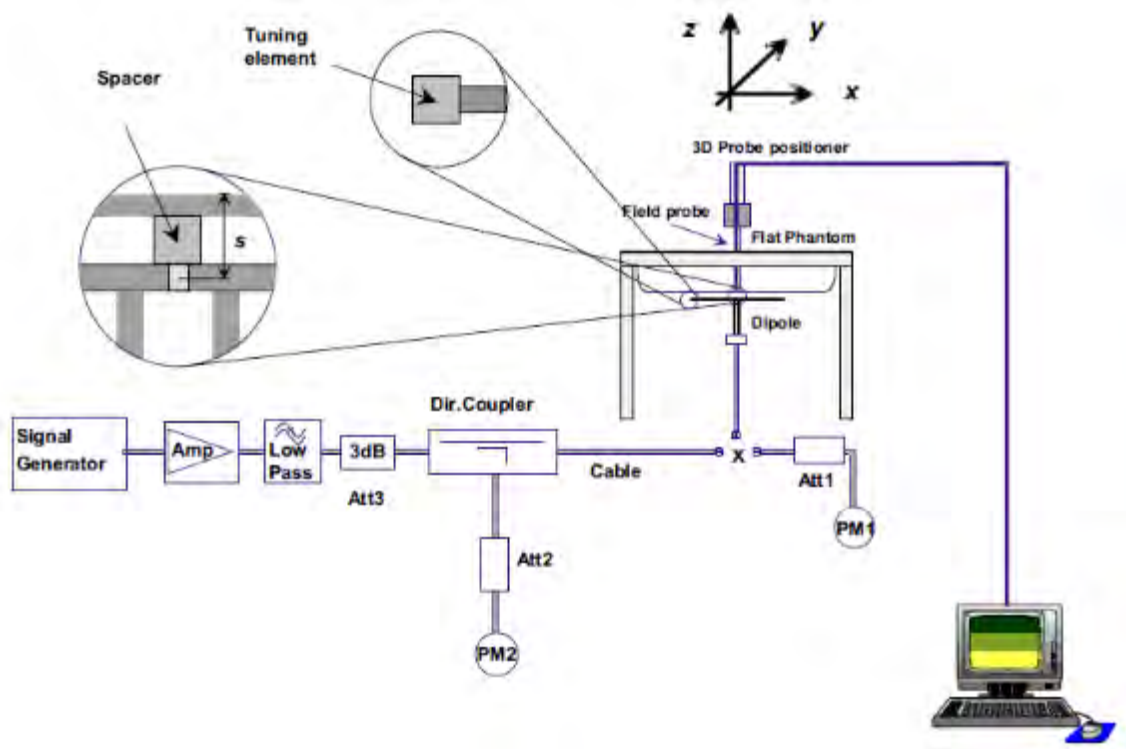 Tuning
element
Spacer
z
y
x
s
3D Probe positioner
Field probe
Flat Phantom
Dipole
Dir.Coupler
Signal
Generator
Amp
Low
Pass
3dB
Att3
Cable
X
Att1
PM1
Att2
PM2